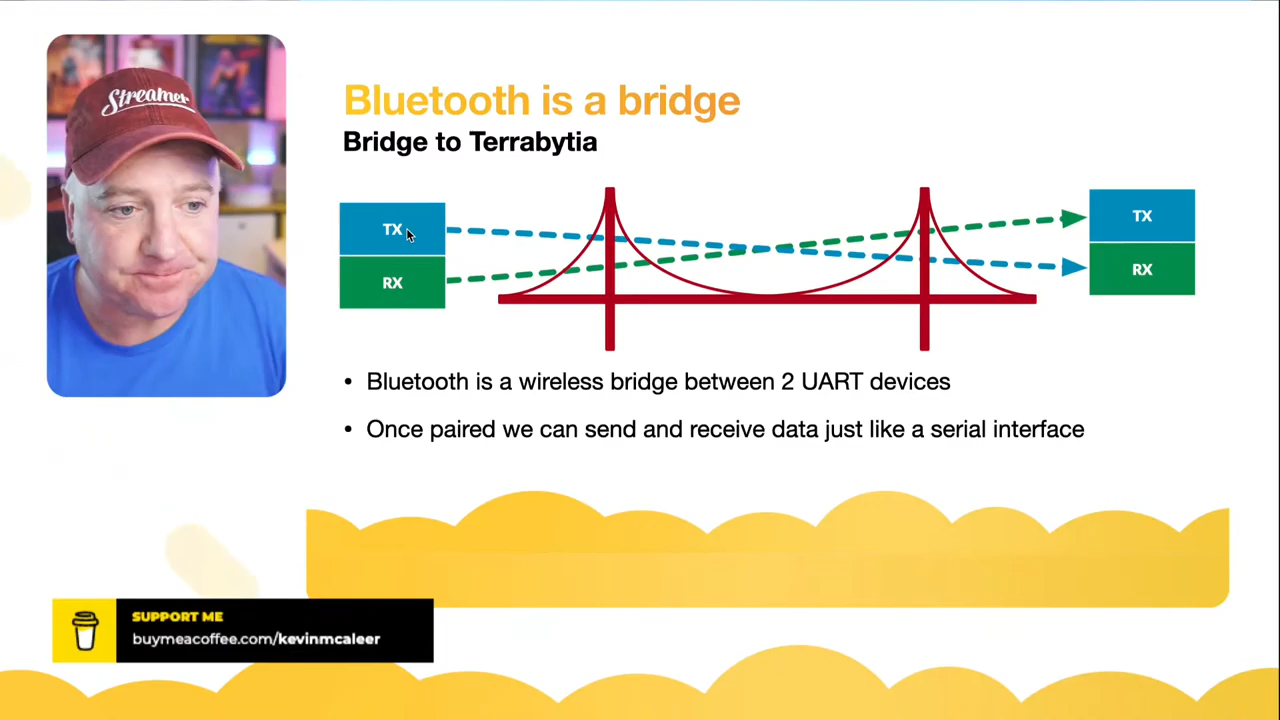 Streamer
Bluetooth is a bridge
Bridge to Terrabytia
TX
RX
TX
RX
• Bluetooth is a wireless bridge between 2 UART devices
• Once paired we can send and receive data just like a serial interface
SUPPORT ME
buymeacoffee.com/kevinmcaleer